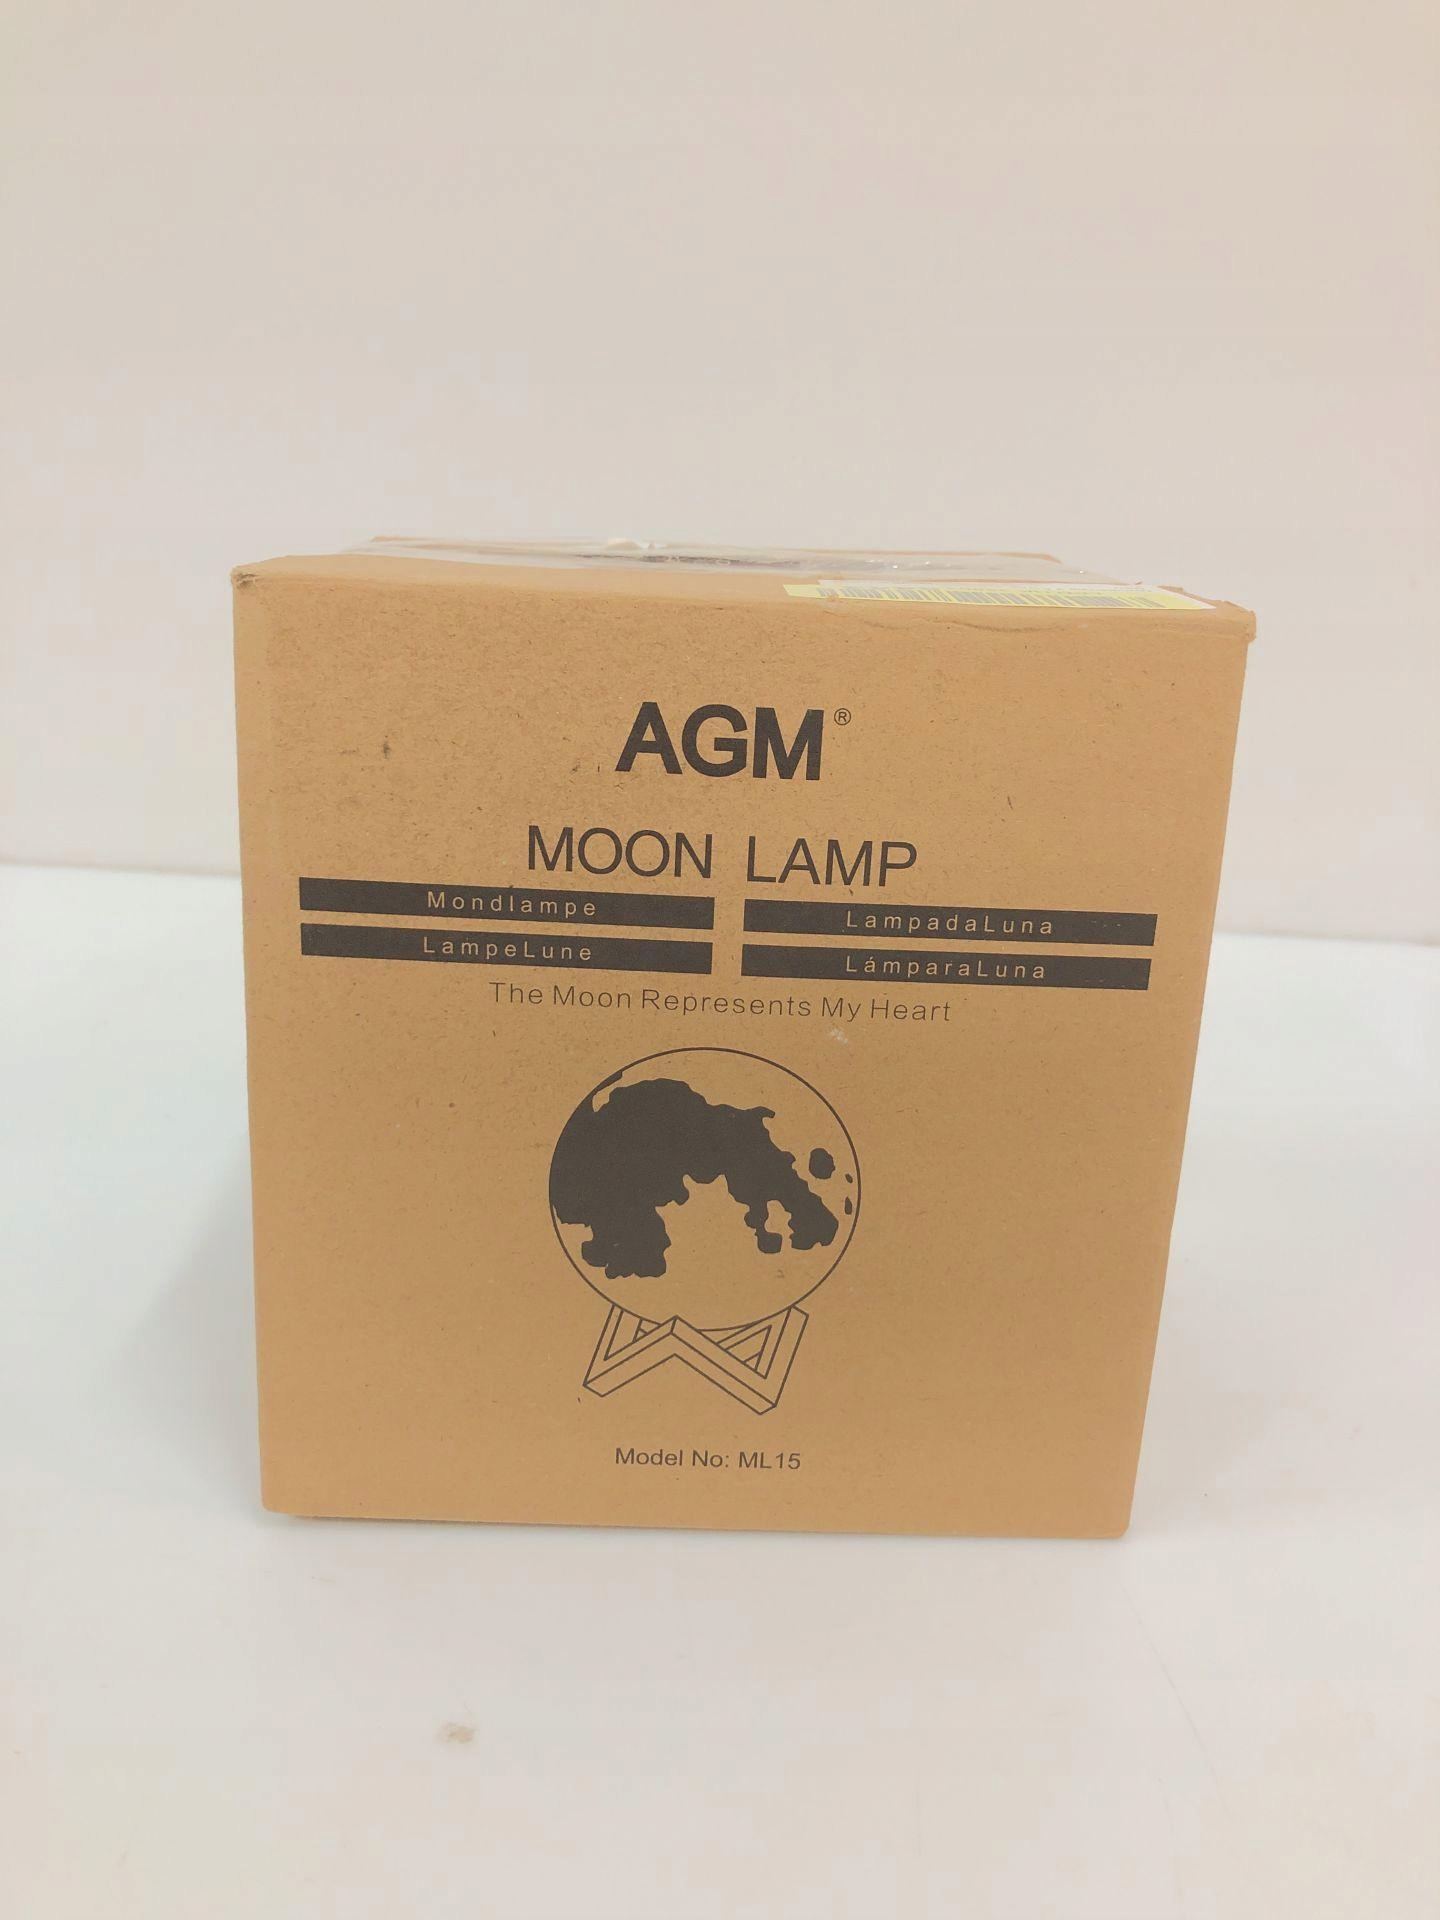 AGM®
MOON LAMP
Mondlampe
LampadaLuna
LampeLune
LámparaLuna
The Moon Represents My Heart
Model No: ML15